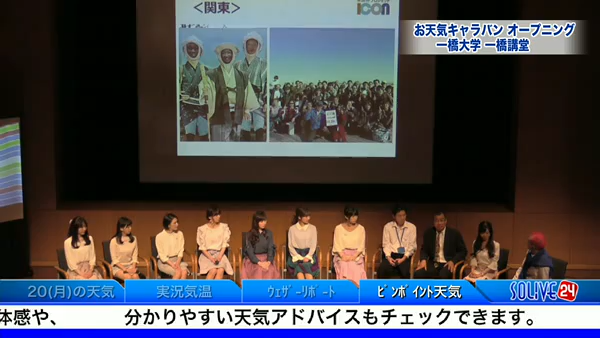 お天気キャラバン オープニング
一橋大学 一橋講堂
<関東>
icon
20(月)の天気
実況気温
ｳｪｻﾞｰﾘﾎﾟｰﾄ
ﾋﾟﾝﾎﾟｲﾝﾄ天気
SOLiVE24
体感や、 分かりやすい天気アドバイスもチェックできます。